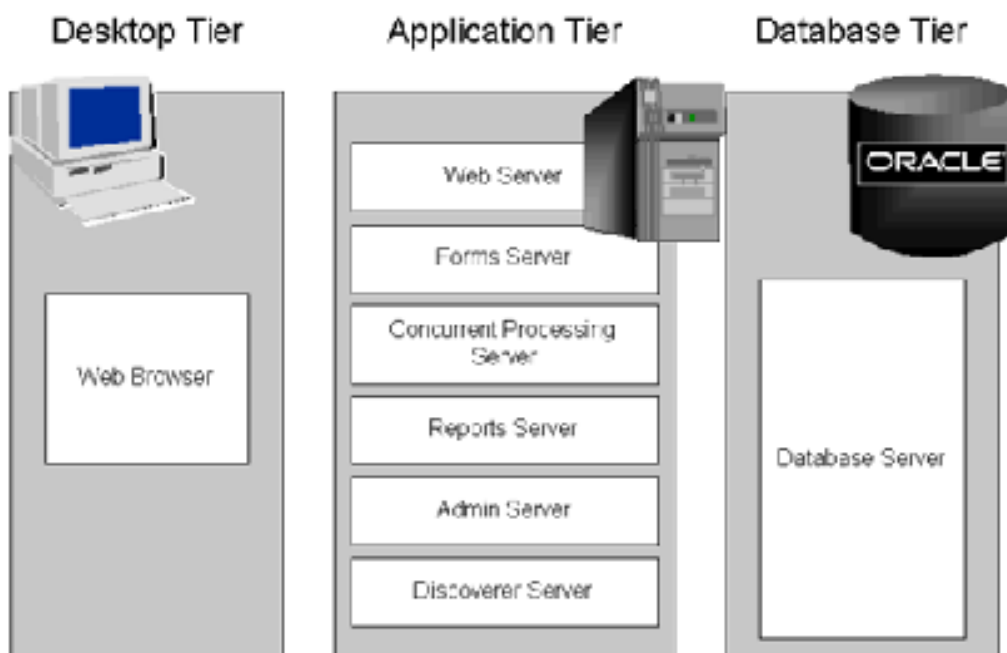 Desktop Tier
Application Tier
Database Tier
Web Browser
Web Server
Forms Server
Concurrent Processing
Server
Reports Server
Admin Server
Discoverer Server
ORACLE
Database Server